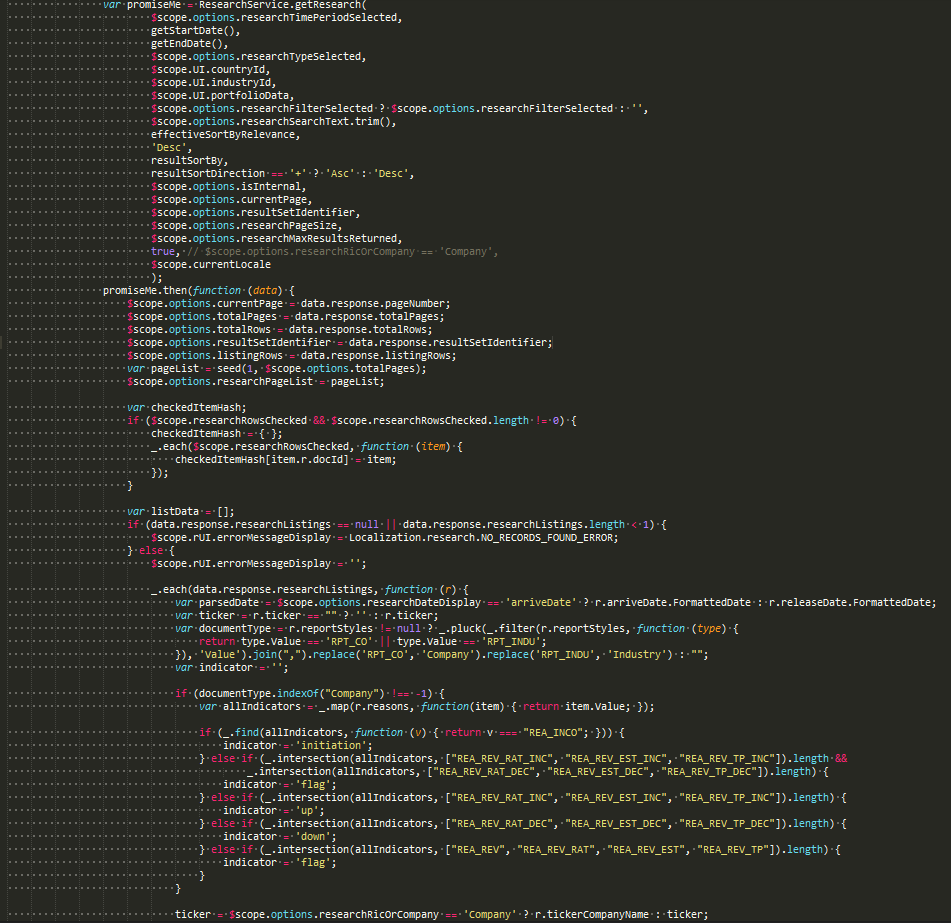 var promiseMe = ResearchService.getResearch(
$scope.options.researchTimePeriodSelected,
getStartDate(),
getEndDate(),
$scope.options.researchTypeSelected,
$scope.UI.countryId,
$scope.UI.industryId,
$scope.UI.portfolioData,
$scope.options.researchFilterSelected ? $scope.options.researchFilterSelected : '',
$scope.options.researchSearchText.trim(),
effectiveSortByRelevance,
'Desc',
resultSortBy,
resultSortDirection == '+' ? 'Asc' : 'Desc',
$scope.options.isInternal,
$scope.options.currentPage,
$scope.options.resultSetIdentifier,
$scope.options.researchPageSize,
$scope.options.researchMaxResultsReturned,
true, // $scope.options.researchRicOrCompany == 'Company',
$scope.currentLocale
);
promiseMe.then(function (data) {
$scope.options.currentPage = data.response.pageNumber;
$scope.options.totalPages = data.response.totalPages;
$scope.options.totalRows = data.response.totalRows;
$scope.options.resultSetIdentifier = data.response.resultSetIdentifier;
$scope.options.listingRows = data.response.listingRows;
var pageList = seed(1, $scope.options.totalPages);
$scope.options.researchPageList = pageList;
var checkedItemHash;
if ($scope.researchRowsChecked && $scope.researchRowsChecked.length != 0) {
checkedItemHash = { };
_.each($scope.researchRowsChecked, function (item) {
checkedItemHash[item.r.docId] = item;
});
}
var listData = [];
if (data.response.researchListings == null || data.response.researchListings.length < 1) {
$scope.rUI.errorMessageDisplay = Localization.research.NO_RECORDS_FOUND_ERROR;
} else {
$scope.rUI.errorMessageDisplay = '';
_.each(data.response.researchListings, function (r) {
var parsedDate = $scope.options.researchDateDisplay == 'arriveDate' ? r.arriveDate.FormattedDate : r.releaseDate.FormattedDate;
var ticker = r.ticker == "" ? '' : r.ticker;
var documentType = r.reportStyles != null ? _.pluck(_.filter(r.reportStyles, function (type) {
return type.Value == 'RPT_CO' || type.Value == 'RPT_INDU';
}), 'Value').join(",").replace('RPT_CO', 'Company').replace('RPT_INDU', 'Industry') : "";
var indicator = '';
if (documentType.indexOf("Company") !== -1) {
var allIndicators = _.map(r.reasons, function(item) { return item.Value; });
if (_.find(allIndicators, function (v) { return v === "REA_INCO"; })) {
indicator = 'initiation';
} else if (_.intersection(allIndicators, ["REA_REV_RAT_INC", "REA_REV_EST_INC", "REA_REV_TP_INC"]).length &&
_.intersection(allIndicators, ["REA_REV_RAT_DEC", "REA_REV_EST_DEC", "REA_REV_TP_DEC"]).length) {
indicator = 'flag';
} else if (_.intersection(allIndicators, ["REA_REV_RAT_INC", "REA_REV_EST_INC", "REA_REV_TP_INC"]).length) {
indicator = 'up';
} else if (_.intersection(allIndicators, ["REA_REV_RAT_DEC", "REA_REV_EST_DEC", "REA_REV_TP_DEC"]).length) {
indicator = 'down';
} else if (_.intersection(allIndicators, ["REA_REV", "REA_REV_RAT", "REA_REV_EST", "REA_REV_TP"]).length) {
indicator = 'flag';
}
}
ticker = $scope.options.researchRicOrCompany == 'Company' ? r.tickerCompanyName : ticker;